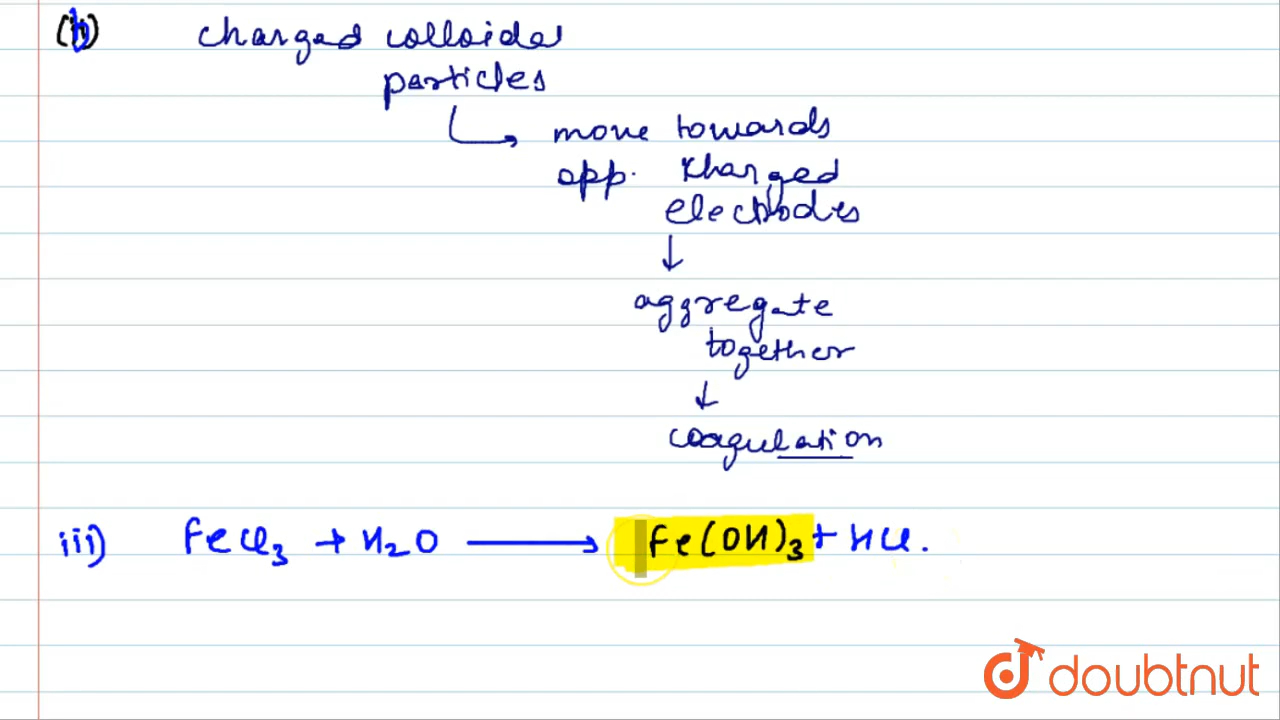 (ii) charged colloidal
particles
↳ move towards
opp. charged
electrodes
↓
aggregate
together
↓
coagulation
iii) FeCl3 + H2O ⟶ Fe(OH)3 + HCl.
doubtnut